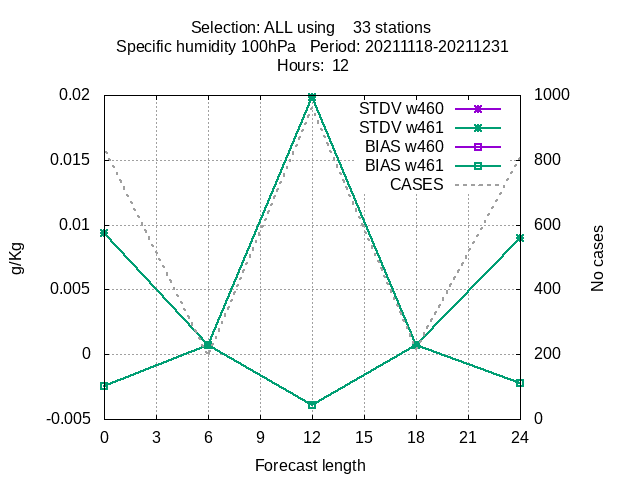 Selection: ALL using 33 stations
Specific humidity 100hPa Period: 20211118-20211231
Hours: 12
0.02
0.015
0.01
0.005
0
-0.005
g/Kg
STDV w460
STDV w461
BIAS w460
BIAS w461
CASES
1000
800
600
400
200
0
No cases
0 3 6 9 12 15 18 21 24
Forecast length